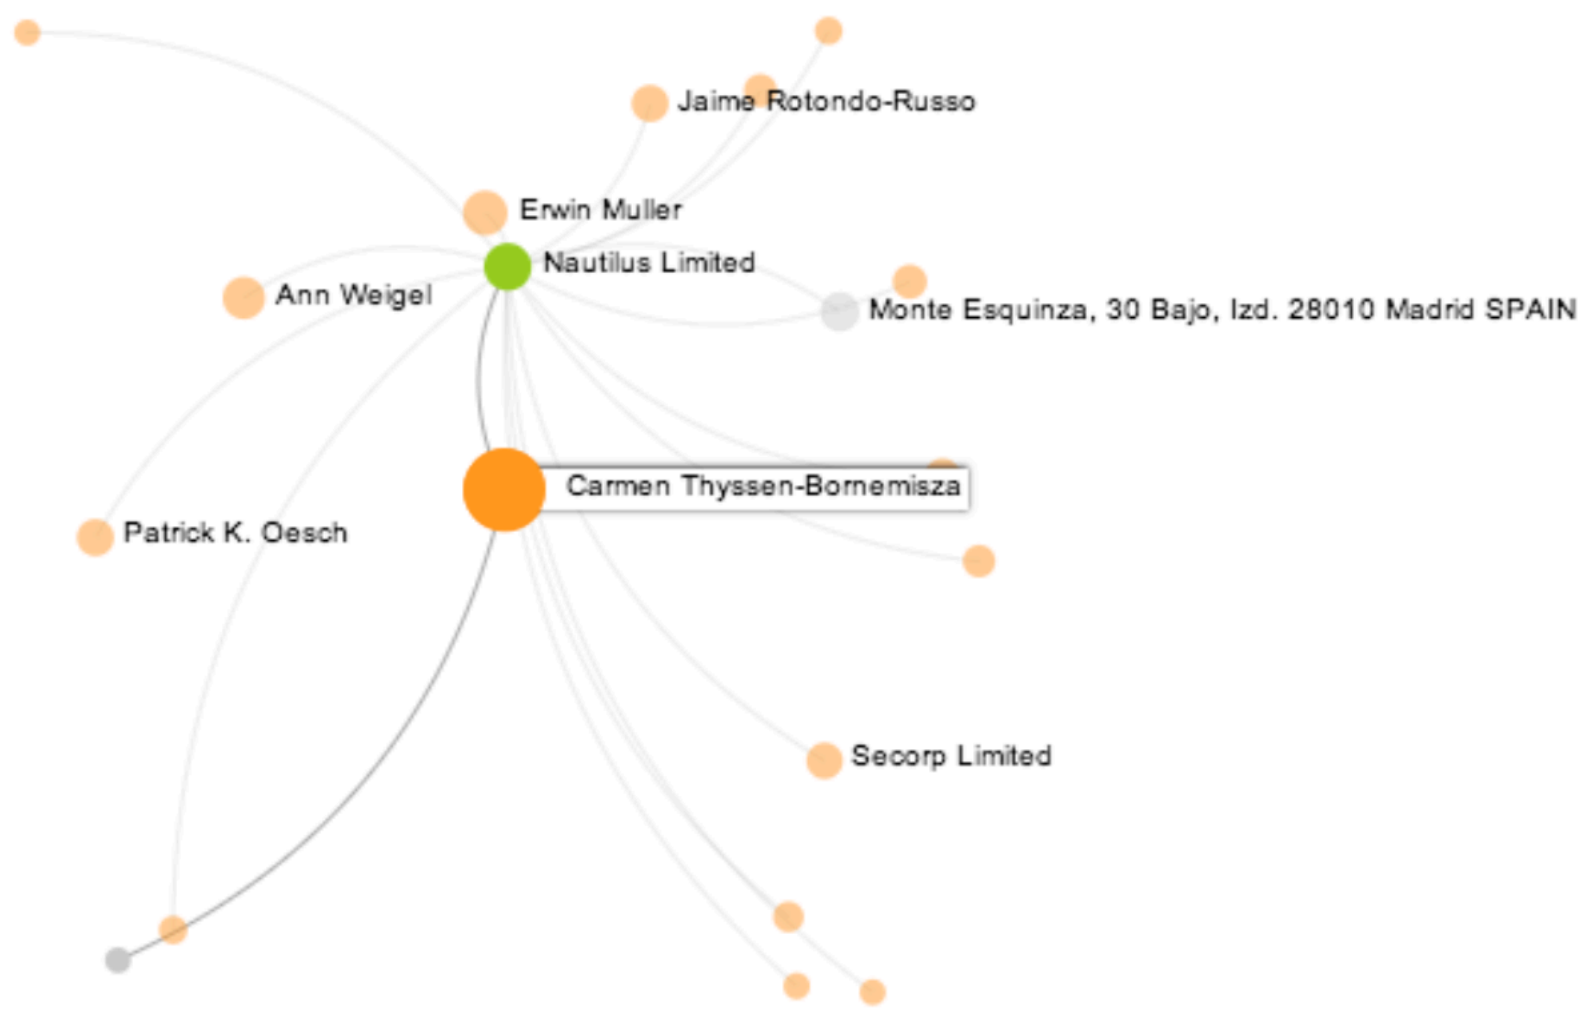 Jaime Rotondo-Russo
Erwin Muller
Nautilus Limited
Ann Weigel
Monte Esquinza, 30 Bajo, Izd. 28010 Madrid SPAIN
Carmen Thyssen-Bornemisza
Patrick K. Oesch
Secorp Limited